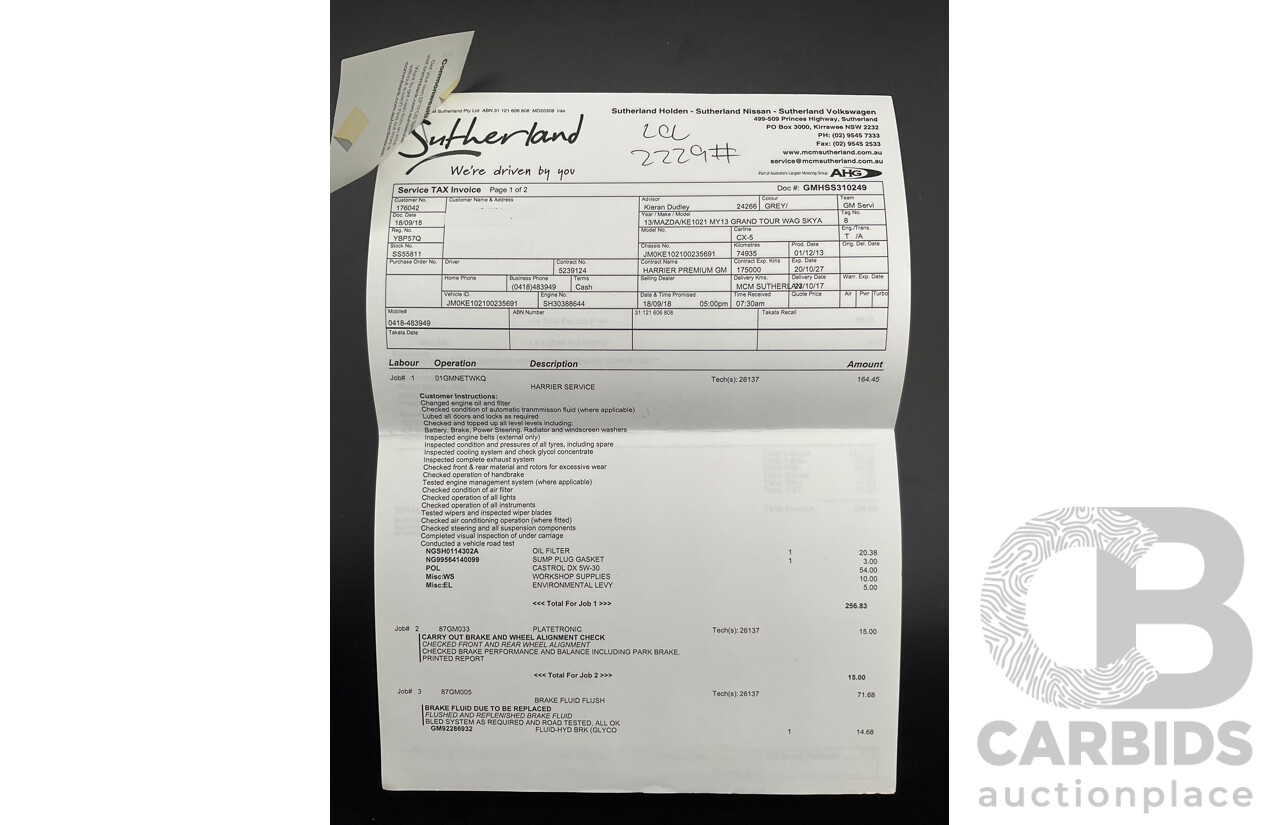 Sutherland Pty Ltd ABN 31 121 606 808 MD20308
Sutherland
We're driven by you
LOL
2229#
Sutherland Holden - Sutherland Nissan - Sutherland Volkswagen
499-509 Princes Highway, Sutherland
PO Box 3000, Kirrawee NSW 2232
PH: (02) 9545 7333
Fax: (02) 9545 2533
www.mcmsutherland.com.au
service@mcmsutherland.com.au
Part of Australia's Largest Motoring Group AHG
Service TAX Invoice Page 1 of 2 Doc #: GMHSS310249
Customer No. Customer Name & Address Advisor Colour Team
176042 Kieran Dudley 24266 GREY/ GM Servi
Doc. Date Year / Make / Model Tag No.
18/09/18 13/MAZDA/KE1021 MY13 GRAND TOUR WAG SKYA 8
Reg. No. Model No. Carline Eng./Trans.
YBP57Q CX-5 T /A
Stock No. Chassis No. Kilometres Prod. Date Orig. Del. Date
SS55811 JM0KE102100235691 74935 01/12/13
Purchase Order No. Driver Contract No. Contract Name Contract Exp. Kms Exp. Date
5239124 HARRIER PREMIUM GM 175000 20/10/27
Home Phone Business Phone Terms Selling Dealer Delivery Kms. Delivery Date Warr. Exp. Date
(0418)483949 Cash MCM SUTHERLA 20/10/17
Vehicle ID. Engine No. Date & Time Promised Time Received Quote Price Air Pwr Turbo
JM0KE102100235691 SH30388644 18/09/18 05:00pm 07:30am
Mobile# ABN Number 31 121 606 808 Takata Recall
0418-483949
Takata Date
Labour Operation Description Amount
Job# 1 01GMNETWKQ Tech(s): 26137 164.45
HARRIER SERVICE
Customer Instructions:
Changed engine oil and filter
Checked condition of automatic tranmmisson fluid (where applicable)
Lubed all doors and locks as required
Checked and topped up all level levels including:
Battery, Brake, Power Steering, Radiator and windscreen washers
Inspected engine belts (external only)
Inspected condition and pressures of all tyres, including spare
Inspected cooling system and check glycol concentrate
Inspected complete exhaust system
Checked front & rear material and rotors for excessive wear
Checked operation of handbrake
Tested engine management system (where applicable)
Checked condition of air filter
Checked operation of all lights
Checked operation of all instruments
Tested wipers and inspected wiper blades
Checked air conditioning operation (where fitted)
Checked steering and all suspension components
Completed visual inspection of under carriage
Conducted a vehicle road test
NGSH0114302A OIL FILTER 1 20.38
NG99564140099 SUMP PLUG GASKET 1 3.00
POL CASTROL DX 5W-30 54.00
Misc:WS WORKSHOP SUPPLIES 10.00
Misc:EL ENVIRONMENTAL LEVY 5.00
<<< Total For Job 1 >>> 256.83
Job# 2 87GM033 PLATETRONIC Tech(s): 26137 15.00
CARRY OUT BRAKE AND WHEEL ALIGNMENT CHECK
CHECKED FRONT AND REAR WHEEL ALIGNMENT
CHECKED BRAKE PERFORMANCE AND BALANCE INCLUDING PARK BRAKE.
PRINTED REPORT
<<< Total For Job 2 >>> 15.00
Job# 3 87GM005 Tech(s): 26137 71.68
BRAKE FLUID FLUSH
BRAKE FLUID DUE TO BE REPLACED
FLUSHED AND REPLENISHED BRAKE FLUID
BLED SYSTEM AS REQUIRED AND ROAD TESTED, ALL OK
GM92286932 FLUID-HYD BRK (GLYCO 1 14.68
CB
CARBIDS
auctionplace